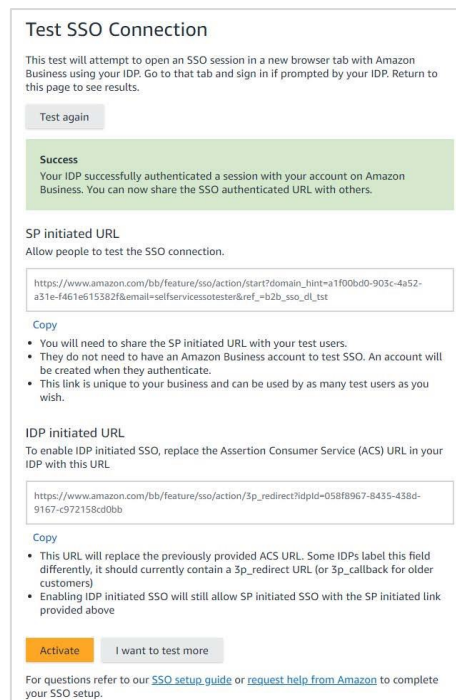 Test SSO Connection
This test will attempt to open an SSO session in a new browser tab with Amazon
Business using your IDP. Go to that tab and sign in if prompted by your IDP. Return to
this page to see results.
Test again
Success
Your IDP successfully authenticated a session with your account on Amazon
Business. You can now share the SSO authenticated URL with others.
SP initiated URL
Allow people to test the SSO connection.
https://www.amazon.com/bb/feature/sso/action/start?domain_hint=a1f00bd0-903c-4a52-
a31e-f461e615382f&email=selfservicessotester&ref_=b2b_sso_dl_tst
Copy
• You will need to share the SP initiated URL with your test users.
• They do not need to have an Amazon Business account to test SSO. An account will
be created when they authenticate.
• This link is unique to your business and can be used by as many test users as you
wish.
IDP initiated URL
To enable IDP initiated SSO, replace the Assertion Consumer Service (ACS) URL in your
IDP with this URL
https://www.amazon.com/bb/feature/sso/action/3p_redirect?idpId=058f8967-8435-438d-
9167-c972158cd0bb
Copy
• This URL will replace the previously provided ACS URL. Some IDPs label this field
differently, it should currently contain a 3p_redirect URL (or 3p_callback for older
customers)
• Enabling IDP initiated SSO will still allow SP initiated SSO with the SP initiated link
provided above
Activate
I want to test more
For questions refer to our SSO setup guide or request help from Amazon to complete
your SSO setup.